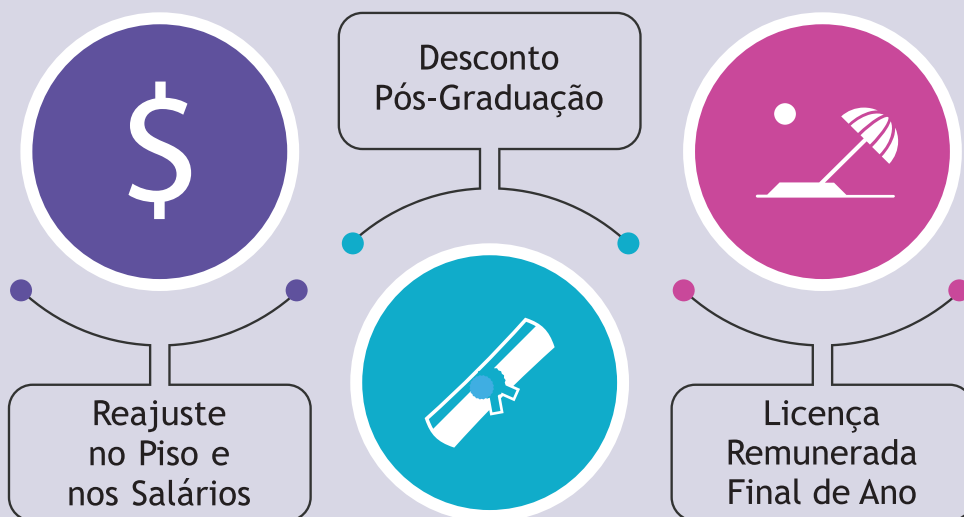 Desconto
Pós-Graduação
$
Reajuste
no Piso e
nos Salários
Licença
Remunerada
Final de Ano